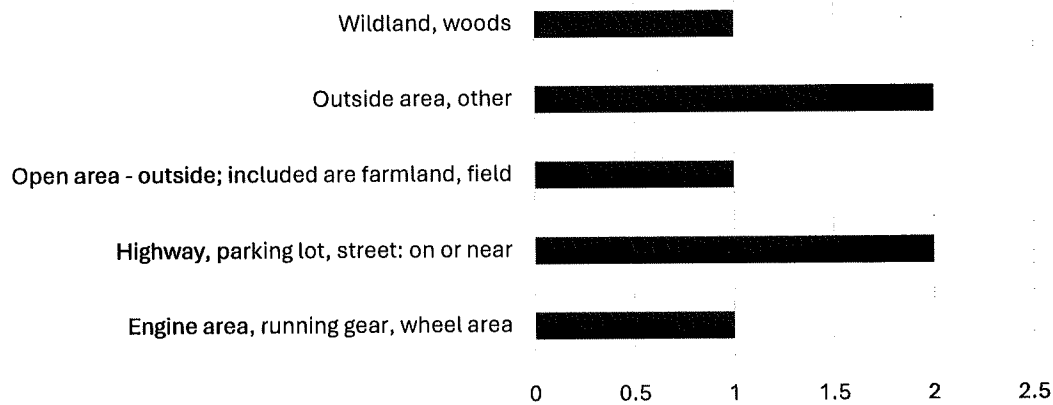 Wildland, woods
Outside area, other
Open area - outside; included are farmland, field
Highway, parking lot, street: on or near
Engine area, running gear, wheel area
0 0.5 1 1.5 2 2.5